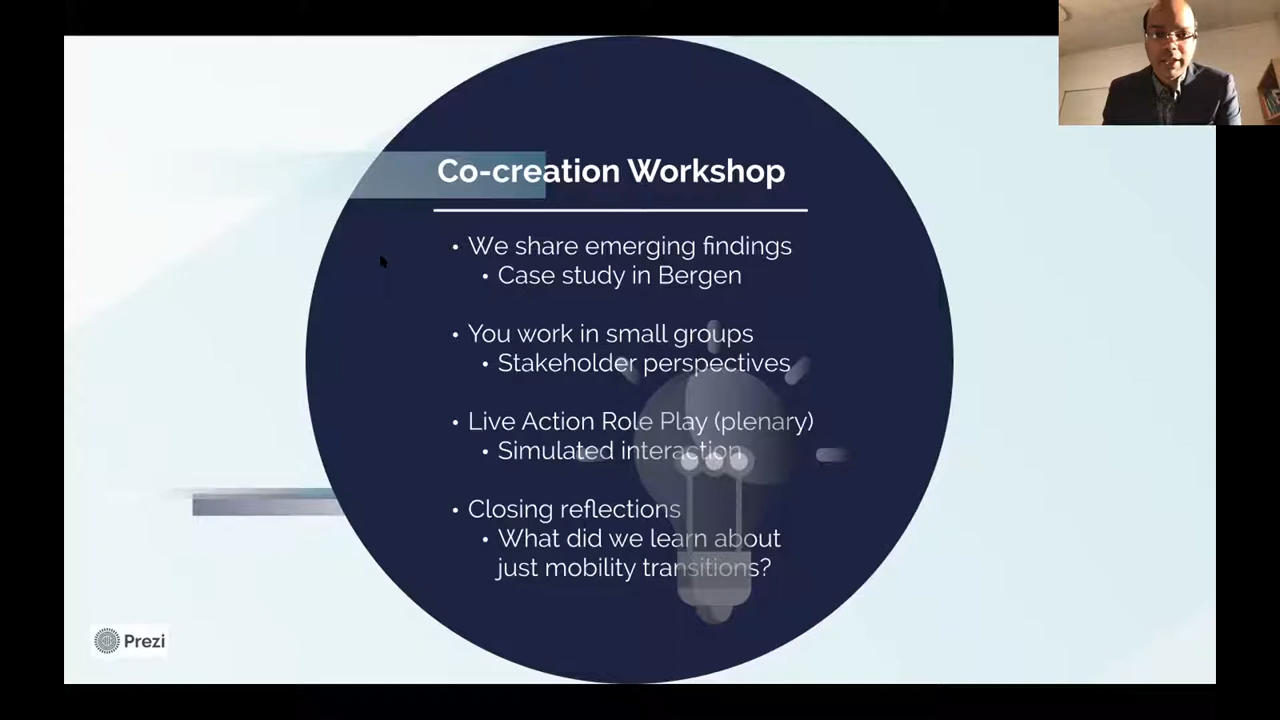 Co-creation Workshop
• We share emerging findings
• Case study in Bergen
• You work in small groups
• Stakeholder perspectives
• Live Action Role Play (plenary)
• Simulated interaction
• Closing reflections
• What did we learn about
just mobility transitions?
Prezi